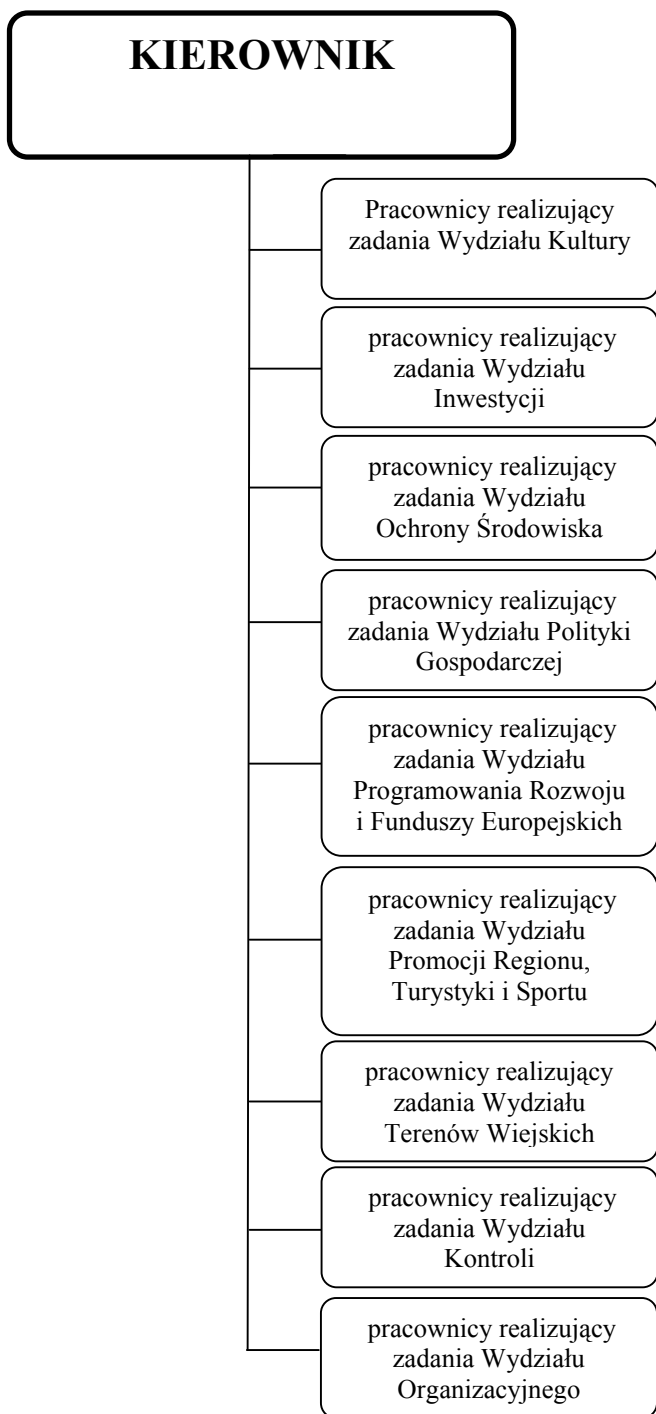 KIEROWNIK
Pracownicy realizujący
zadania Wydziału Kultury
pracownicy realizujący
zadania Wydziału
Inwestycji
pracownicy realizujący
zadania Wydziału
Ochrony Środowiska
pracownicy realizujący
zadania Wydziału Polityki
Gospodarczej
pracownicy realizujący
zadania Wydziału
Programowania Rozwoju
i Funduszy Europejskich
pracownicy realizujący
zadania Wydziału
Promocji Regionu,
Turystyki i Sportu
pracownicy realizujący
zadania Wydziału
Terenów Wiejskich
pracownicy realizujący
zadania Wydziału
Kontroli
pracownicy realizujący
zadania Wydziału
Organizacyjnego